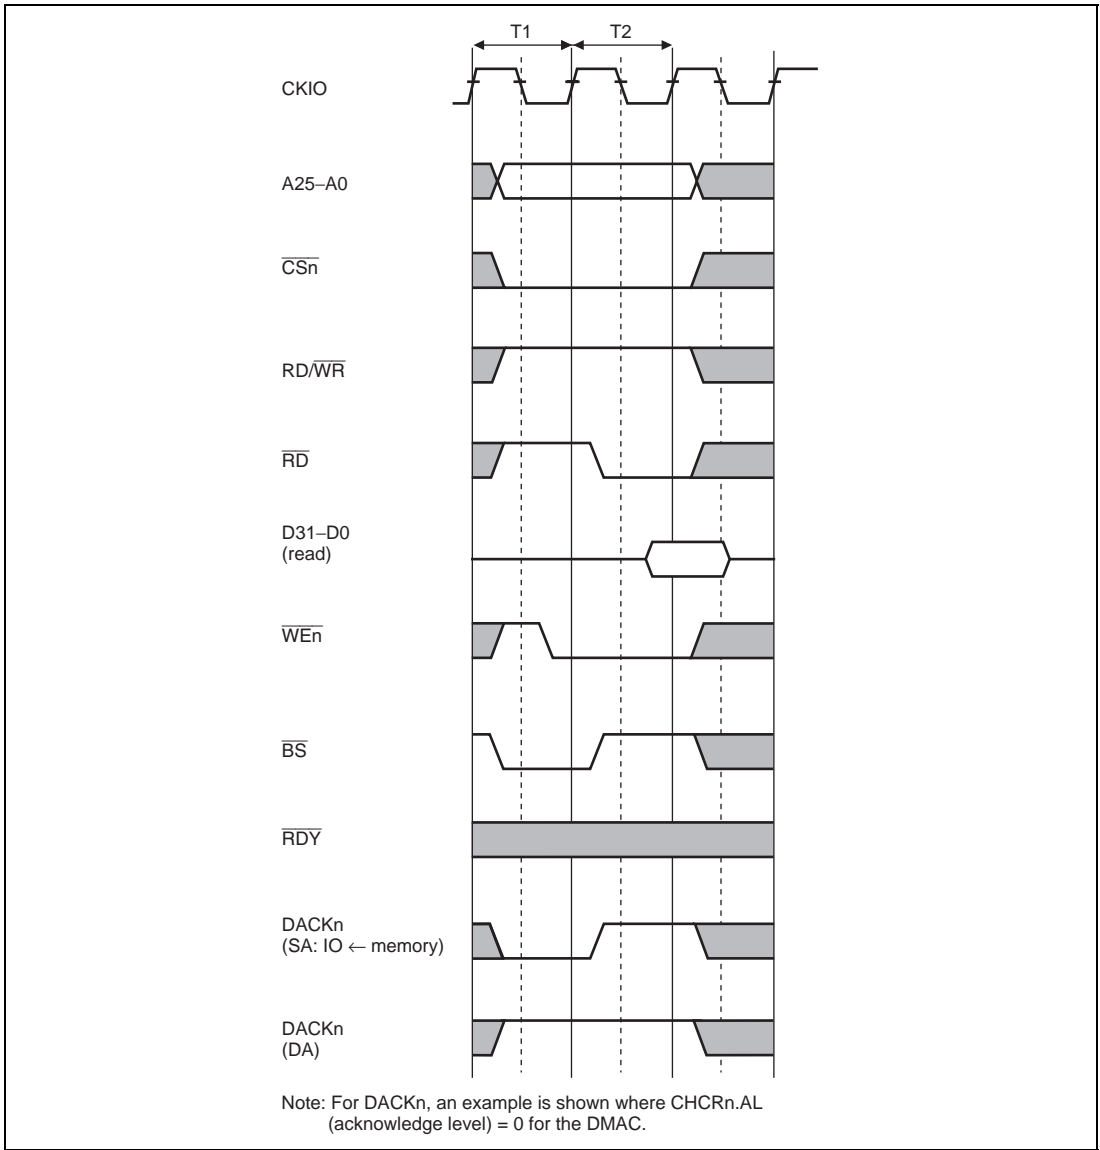 T1 T2
CKIO
A25–A0
CSn
RD/WR
RD
D31–D0
(read)
WEn
BS
RDY
DACKn
(SA: IO ← memory)
DACKn
(DA)
Note: For DACKn, an example is shown where CHCRn.AL
(acknowledge level) = 0 for the DMAC.